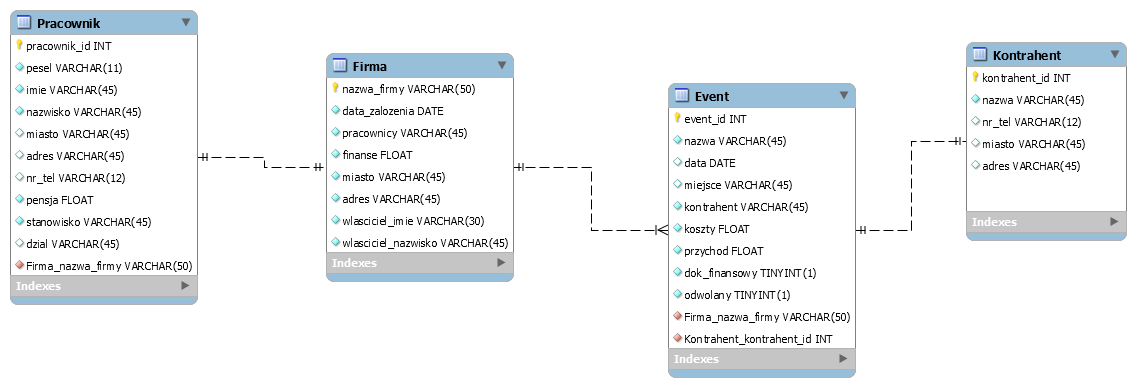 Pracownik
pracownik_id INT
pesel VARCHAR(11)
imie VARCHAR(45)
nazwisko VARCHAR(45)
miasto VARCHAR(45)
adres VARCHAR(45)
nr_tel VARCHAR(12)
pensja FLOAT
stanowisko VARCHAR(45)
dzial VARCHAR(45)
Firma_nazwa_firmy VARCHAR(50)
Indexes
Firma
nazwa_firmy VARCHAR(50)
data_zalozenia DATE
pracownicy VARCHAR(45)
finanse FLOAT
miasto VARCHAR(45)
adres VARCHAR(45)
wlasciciel_imie VARCHAR(30)
wlasciciel_nazwisko VARCHAR(45)
Indexes
Event
event_id INT
nazwa VARCHAR(45)
data DATE
miejsce VARCHAR(45)
kontrahent VARCHAR(45)
koszty FLOAT
przychod FLOAT
dok_finansowy TINYINT(1)
odwolany TINYINT(1)
Firma_nazwa_firmy VARCHAR(50)
Kontrahent_kontrahent_id INT
Indexes
Kontrahent
kontrahent_id INT
nazwa VARCHAR(45)
nr_tel VARCHAR(12)
miasto VARCHAR(45)
adres VARCHAR(45)
Indexes